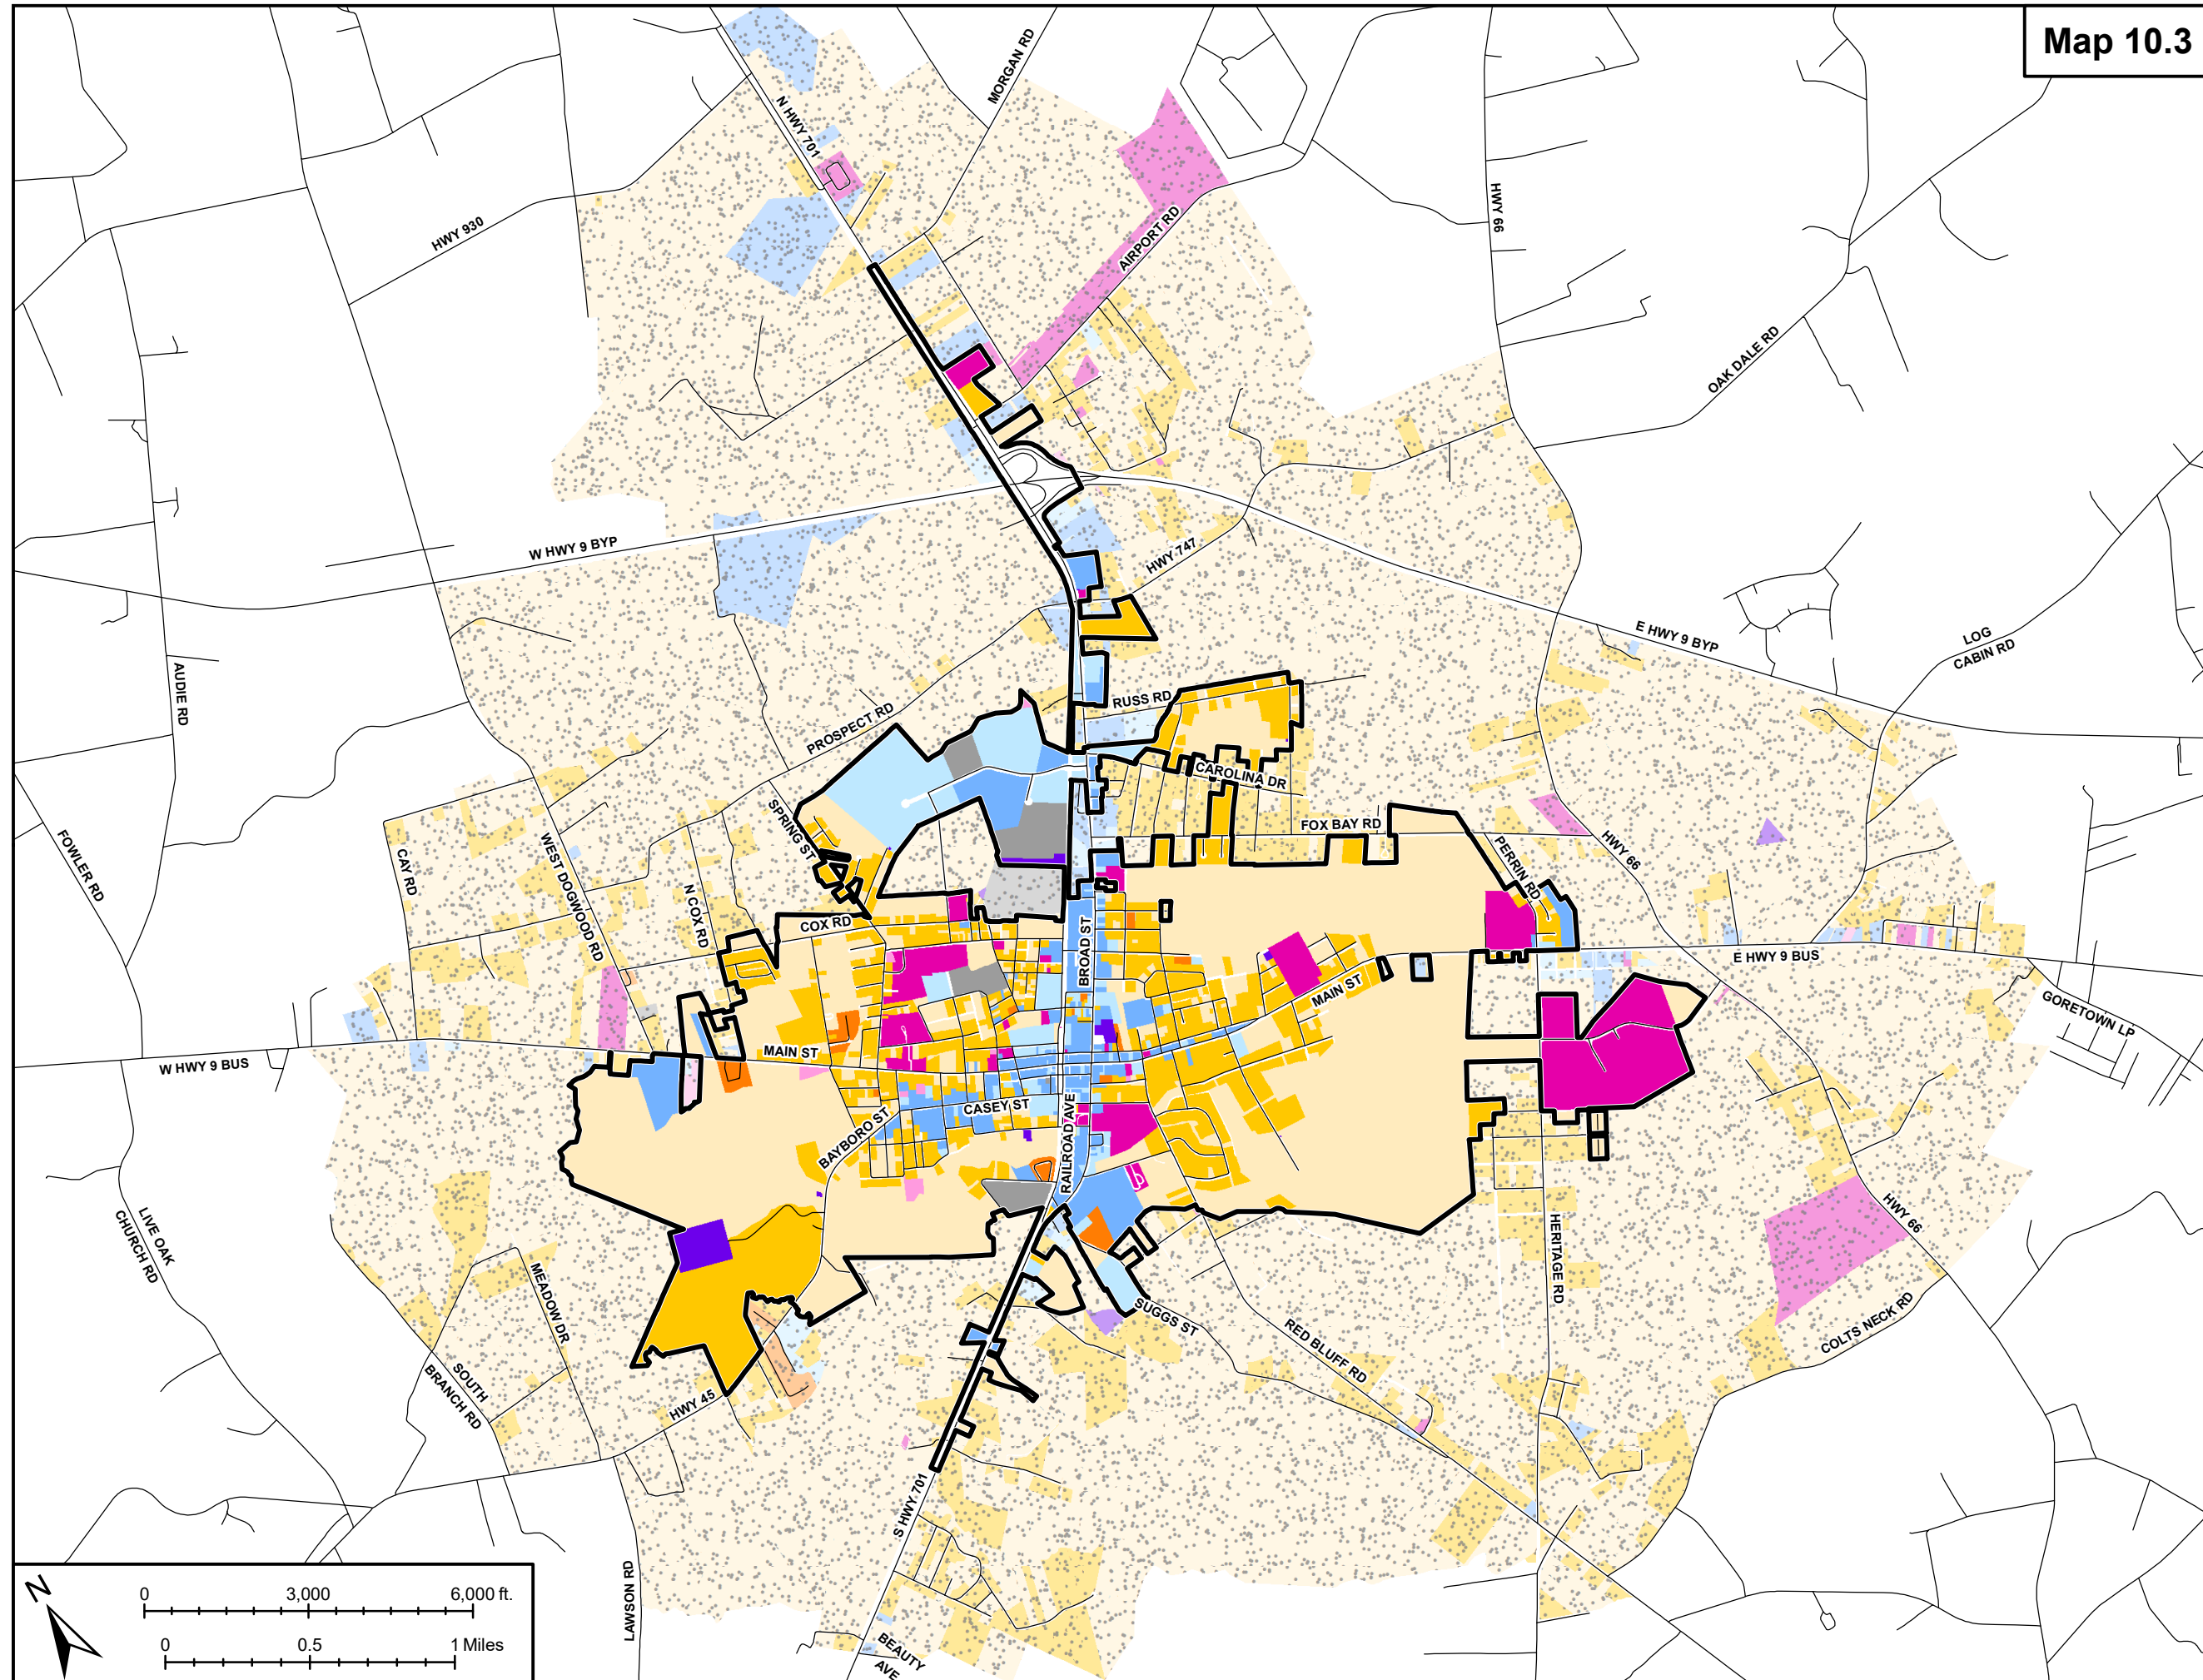 Map 10.3
MORGAN RD
N HWY 701
HWY 930
AIRPORT RD
HWY 66
OAK DALE RD
W HWY 9 BYP
HWY 747
E HWY 9 BYP
LOG
CABIN RD
AUDIE RD
RUSS RD
PROSPECT RD
CAROLINA DR
SPRING ST
FOX BAY RD
FOWLER RD
CAY RD
WEST DOGWOOD RD
PERRIN RD
HWY 66
N COX RD
COX RD
BROAD ST
E HWY 9 BUS
MAIN ST
GORETOWN LP
MAIN ST
W HWY 9 BUS
CASEY ST
BAYBORO ST
RAILROAD AVE
LIVE OAK
CHURCH RD
HWY 66
HERITAGE RD
MEADOW DR
SUGGS ST
RED BLUFF RD
COLTS NECK RD
SOUTH
BRANCH RD
HWY 45
S HWY 701
LAWSON RD
BEAUTY
AVE
N
0 3,000 6,000 ft.
0 0.5 1 Miles